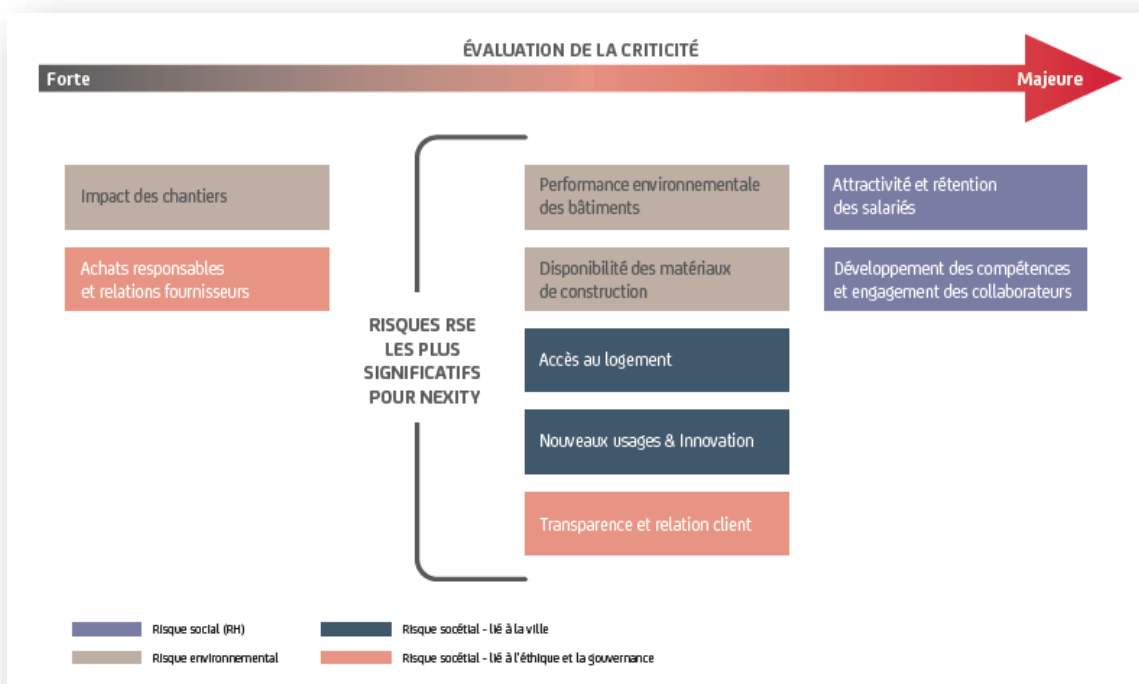 ÉVALUATION DE LA CRITICITÉ
Forte
Majeure
Impact des chantiers
Achats responsables
et relations fournisseurs
RISQUES RSE
LES PLUS
SIGNIFICATIFS
POUR NEXITY
Performance environnementale
des bâtiments
Disponibilité des matériaux
de construction
Accès au logement
Nouveaux usages & Innovation
Transparence et relation client
Attractivité et rétention
des salariés
Développement des compétences
et engagement des collaborateurs
Risque social (RH)
Risque environnemental
Risque socétial - lié à la ville
Risque socétial - lié à l'éthique et la gouvernance